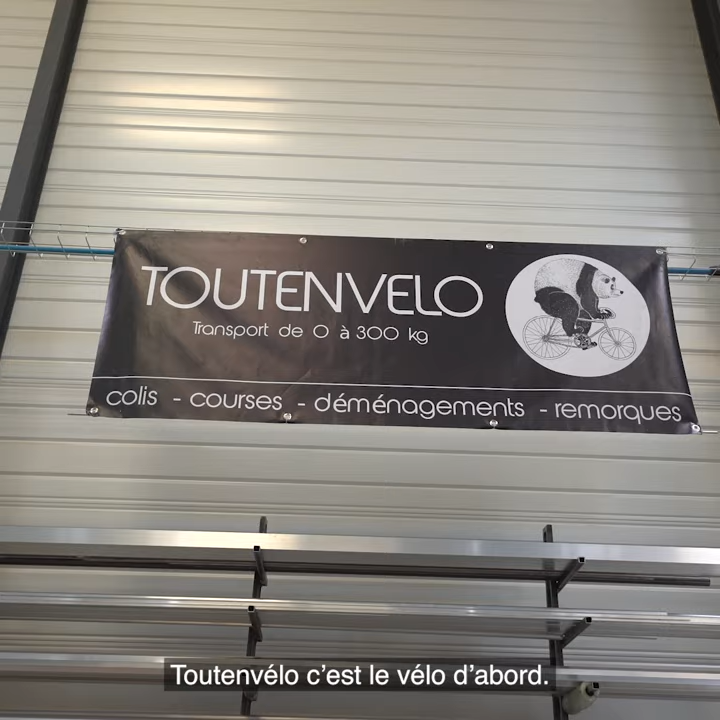 TOUTENVELO
Transport de 0 à 300 kg
colis - courses - déménagements - remorques
Toutenvélo c'est le vélo d'abord.